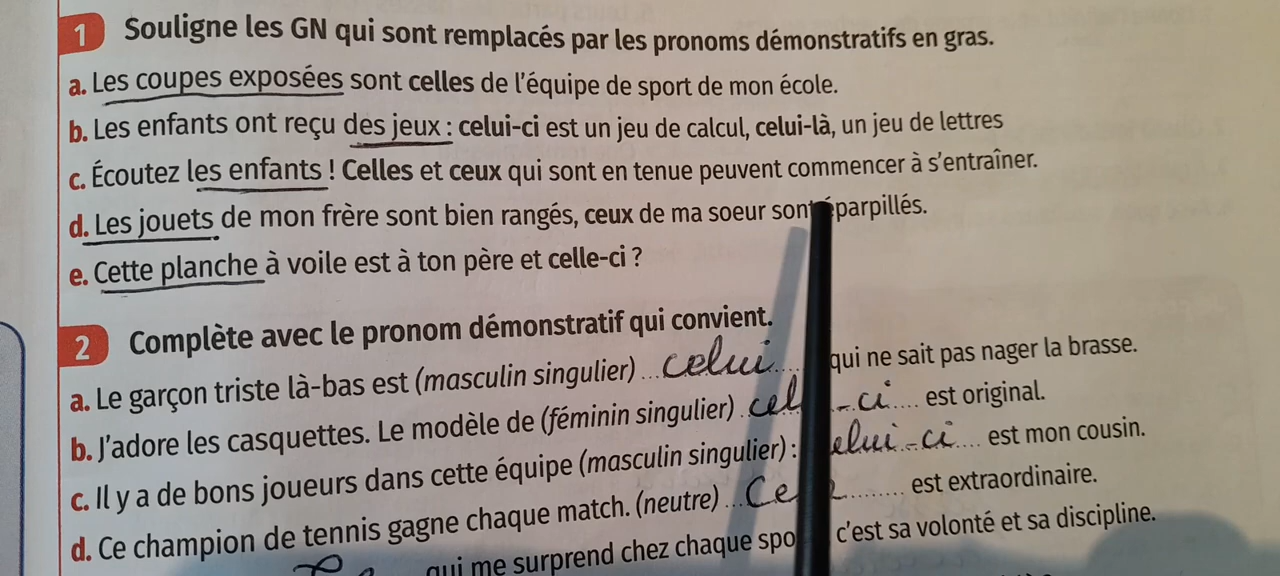 1 Souligne les GN qui sont remplacés par les pronoms démonstratifs en gras.
a. Les coupes exposées sont celles de l'équipe de sport de mon école.
b. Les enfants ont reçu des jeux : celui-ci est un jeu de calcul, celui-là, un jeu de lettres
c. Écoutez les enfants ! Celles et ceux qui sont en tenue peuvent commencer à s'entraîner.
d. Les jouets de mon frère sont bien rangés, ceux de ma soeur sont éparpillés.
e. Cette planche à voile est à ton père et celle-ci ?
2 Complète avec le pronom démonstratif qui convient.
a. Le garçon triste là-bas est (masculin singulier) celui qui ne sait pas nager la brasse.
b. J'adore les casquettes. Le modèle de (féminin singulier) -ci est original.
c. Il y a de bons joueurs dans cette équipe (masculin singulier) : celui-ci est mon cousin.
d. Ce champion de tennis gagne chaque match. (neutre) est extraordinaire.
qui me surprend chez chaque c'est sa volonté et sa discipline.